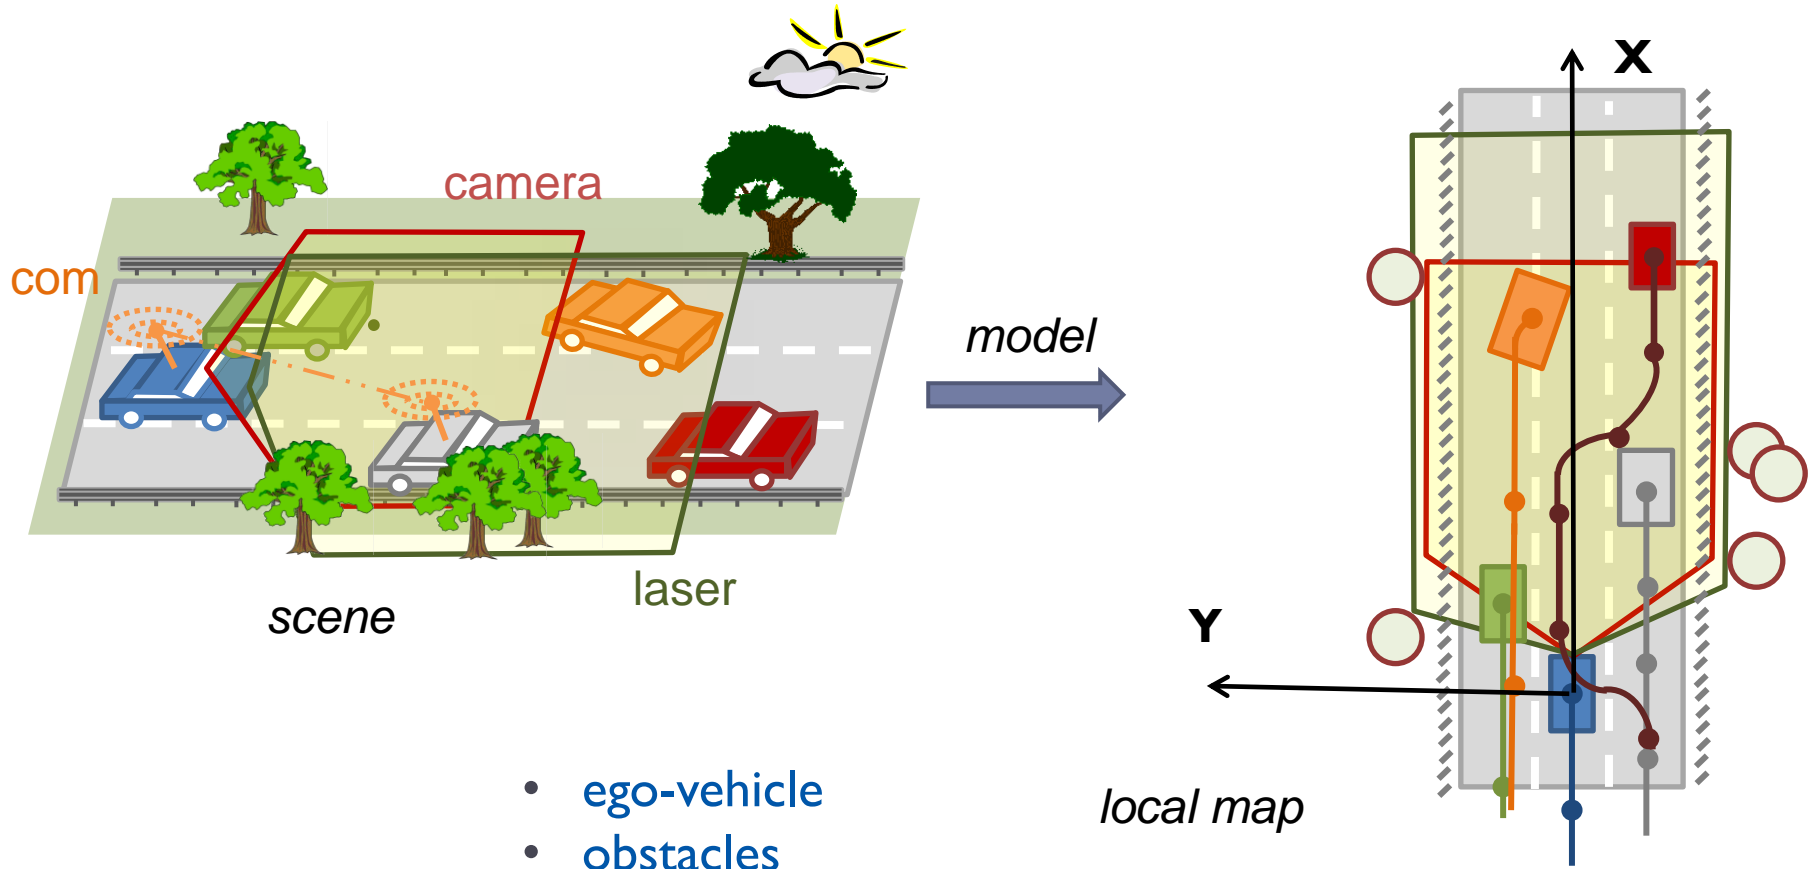 camera
com
laser
scene
model
X
Y
local map
• ego-vehicle
• obstacles